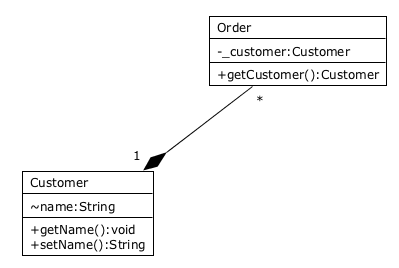 Order
-_customer:Customer
+getCustomer():Customer
*
1
Customer
~name:String
+getName():void
+setName():String